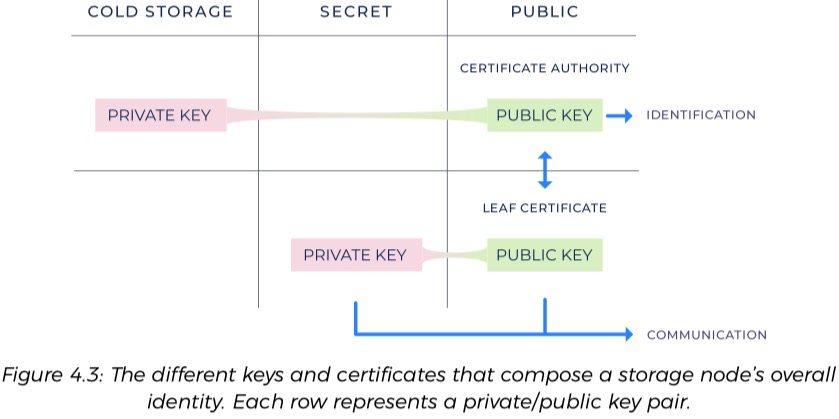 COLD STORAGE SECRET PUBLIC
CERTIFICATE AUTHORITY
PRIVATE KEY PUBLIC KEY IDENTIFICATION
LEAF CERTIFICATE
PRIVATE KEY PUBLIC KEY
COMMUNICATION
Figure 4.3: The different keys and certificates that compose a storage node’s overall
identity. Each row represents a private/public key pair.